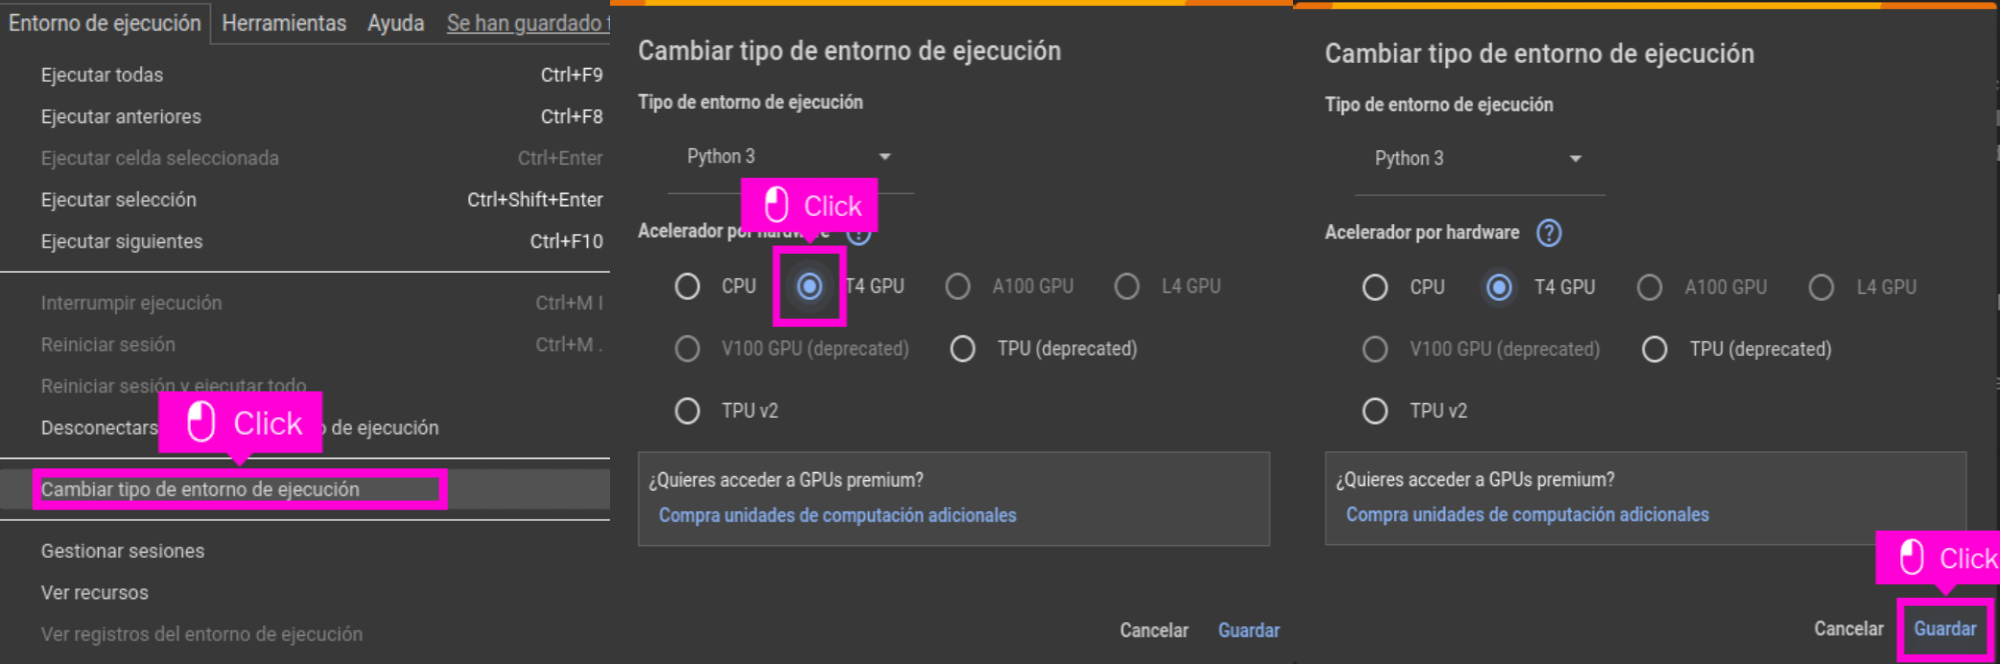 Entorno de ejecución Herramientas Ayuda Se han guardado
Ejecutar todas Ctrl+F9
Ejecutar anteriores Ctrl+F8
Ejecutar celda seleccionada Ctrl+Enter
Ejecutar selección Ctrl+Shift+Enter
Ejecutar siguientes Ctrl+F10
Interrumpir ejecución Ctrl+M I
Reiniciar sesión Ctrl+M .
Reiniciar sesión y ejecutar todo
Click
Desconectars de ejecución
Cambiar tipo de entorno de ejecución
Gestionar sesiones
Ver recursos
Ver registros del entorno de ejecución
Cambiar tipo de entorno de ejecución
Tipo de entorno de ejecución
Python 3
Click
Acelerador por hardware ?
CPU T4 GPU A100 GPU L4 GPU
V100 GPU (deprecated) TPU (deprecated)
TPU v2
¿Quieres acceder a GPUs premium?
Compra unidades de computación adicionales
Cancelar Guardar
Cambiar tipo de entorno de ejecución
Tipo de entorno de ejecución
Python 3
Acelerador por hardware ?
CPU T4 GPU A100 GPU L4 GPU
V100 GPU (deprecated) TPU (deprecated)
TPU v2
¿Quieres acceder a GPUs premium?
Compra unidades de computación adicionales
Click
Cancelar Guardar